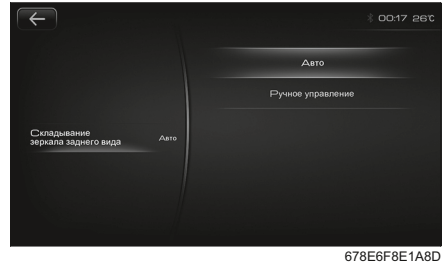 00:17 26℃
Авто
Ручное управление
Складывание
зеркала заднего вида
Авто
678E6F8E1A8D